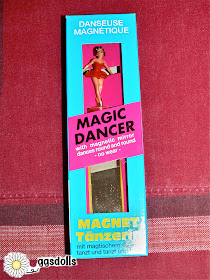 DANSEUSE
MAGNÉTIQUE
MAGIC
DANCER
with magnetic mirror
dances round and round
- no wear -
MAGNET
Tänzerin
mit magischem
tanzt und tanzt
ggsdolls